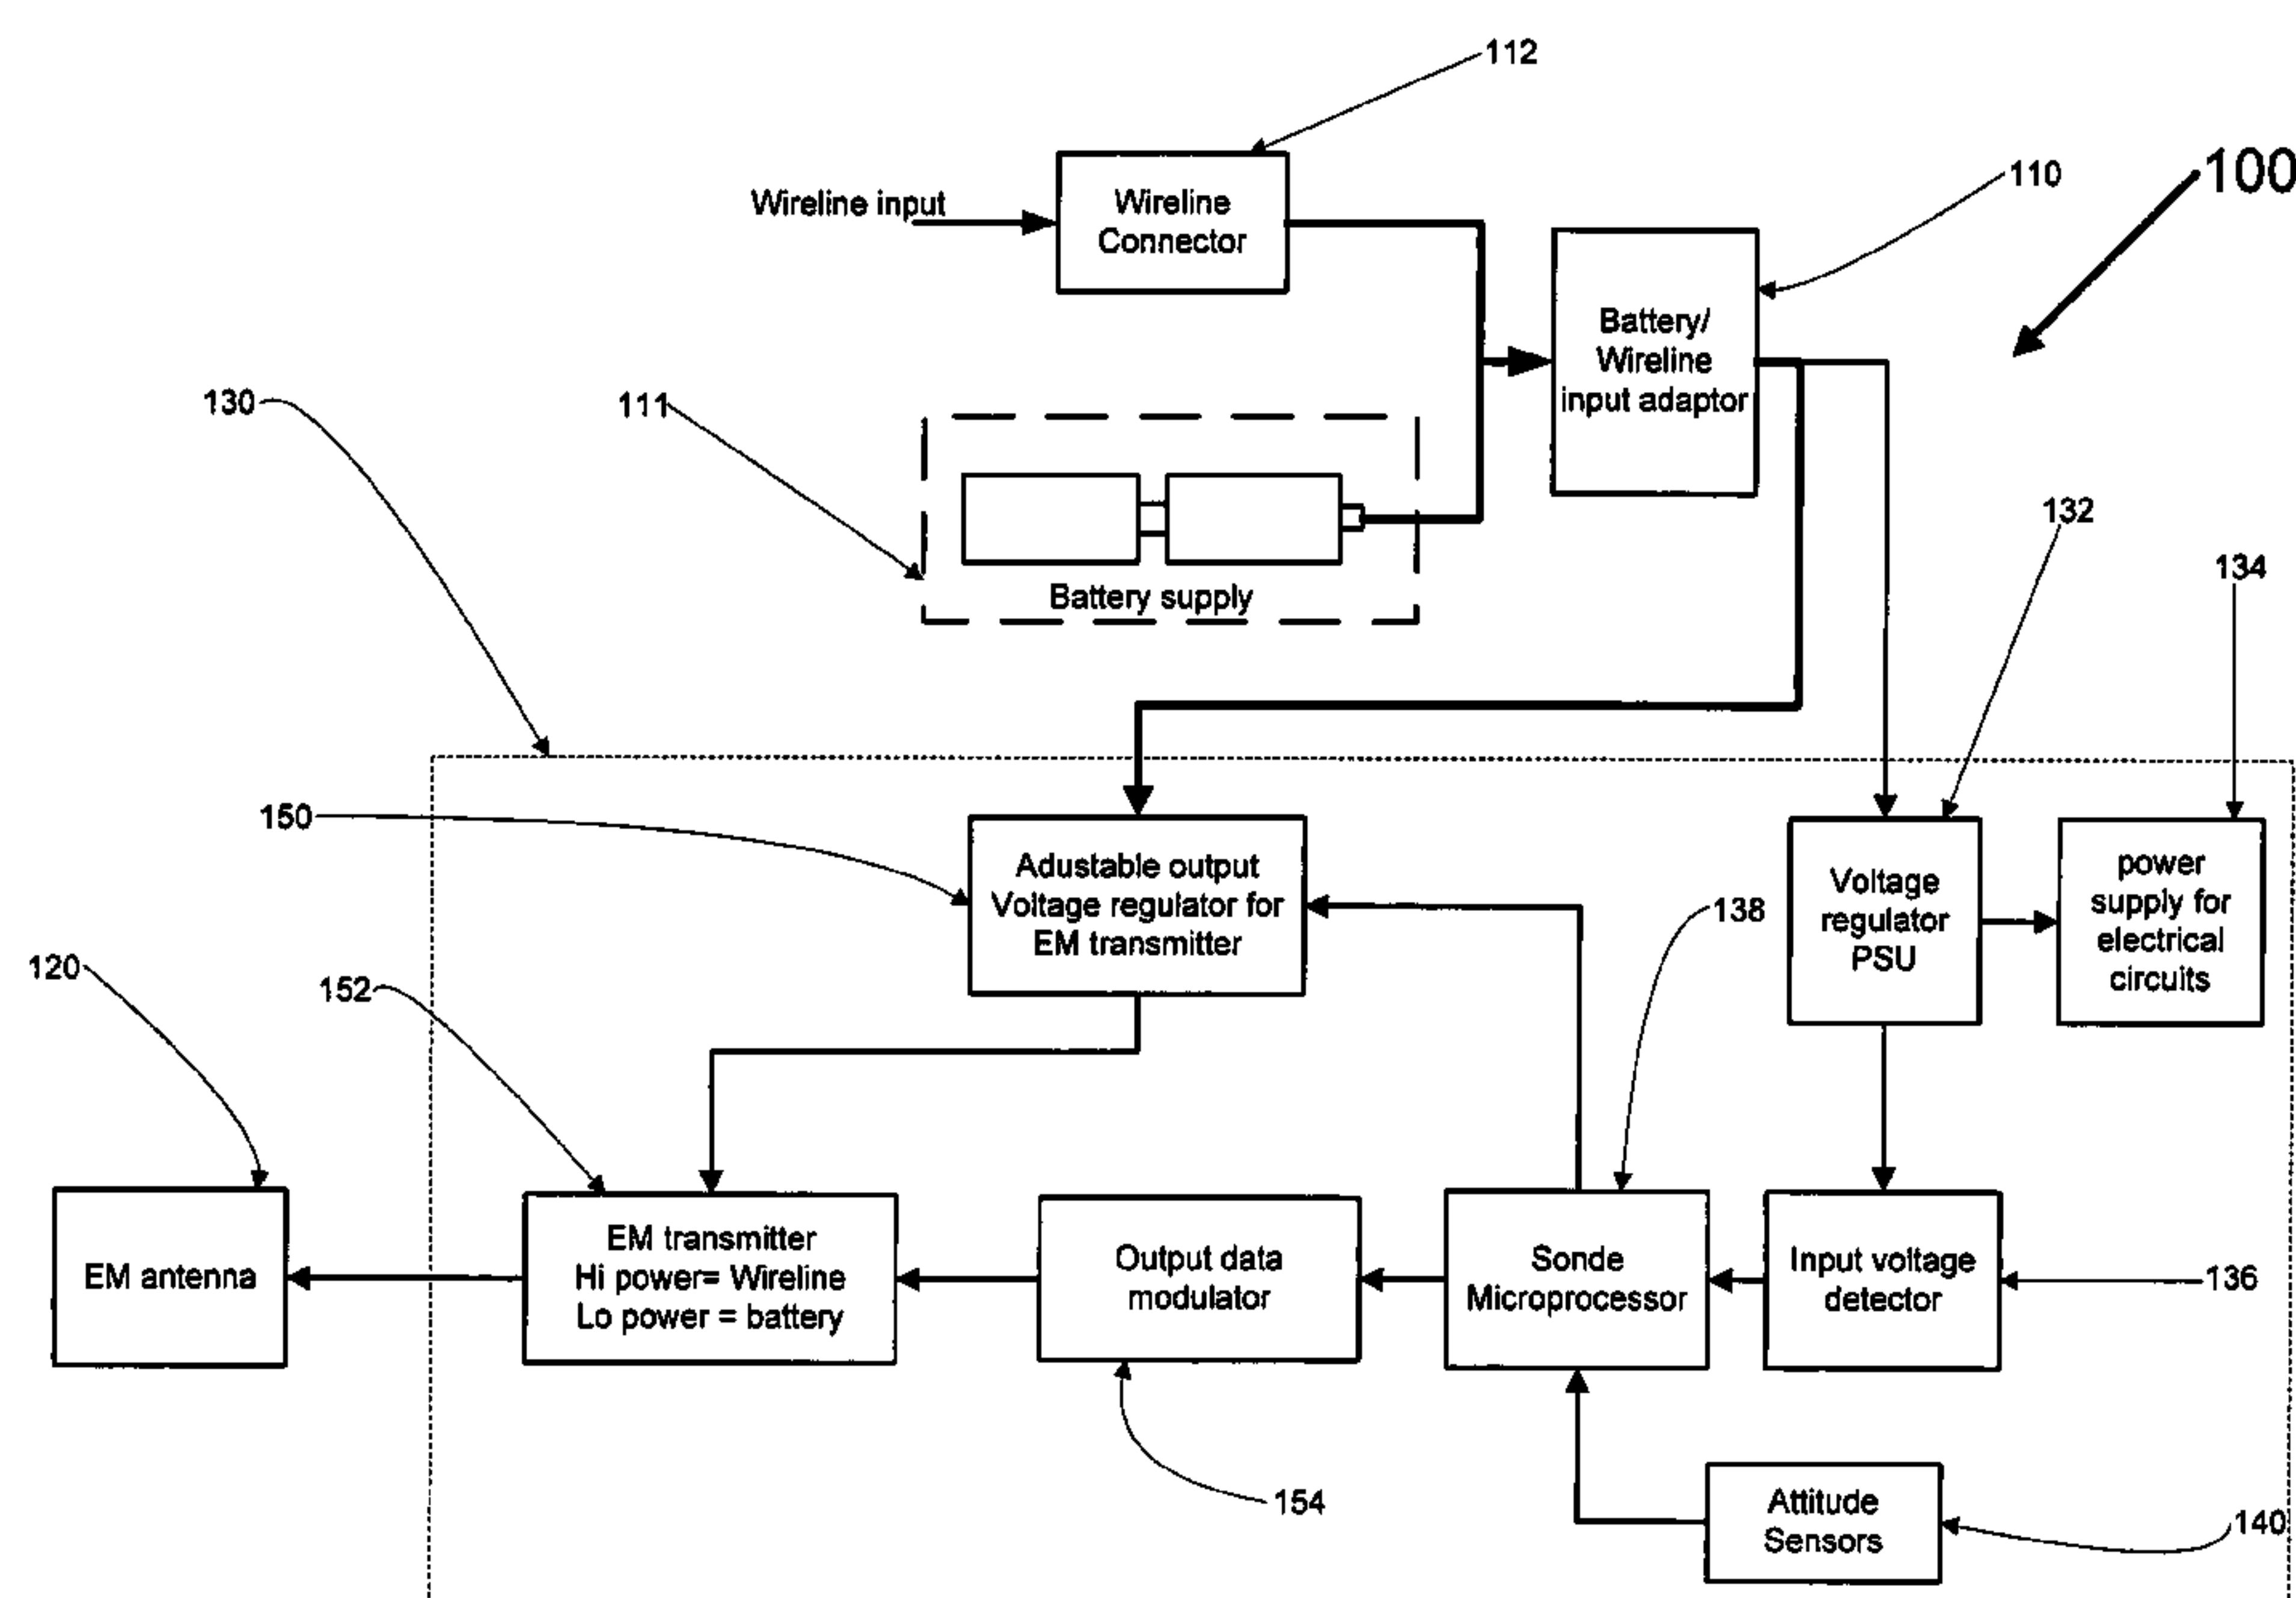 112
100
110
Wireline input
Wireline
Connector
Battery/
Wireline
input adaptor
130
111
Battery supply
132
134
150
Adustable output
Voltage regulator for
EM transmitter
138
Voltage
regulator
PSU
power
supply for
electrical
circuits
120
152
EM antenna
EM transmitter
Hi power= Wireline
Lo power = battery
Output data
modulator
Sonde
Microprocessor
Input voltage
detector
136
154
Attitude
Sensors
140